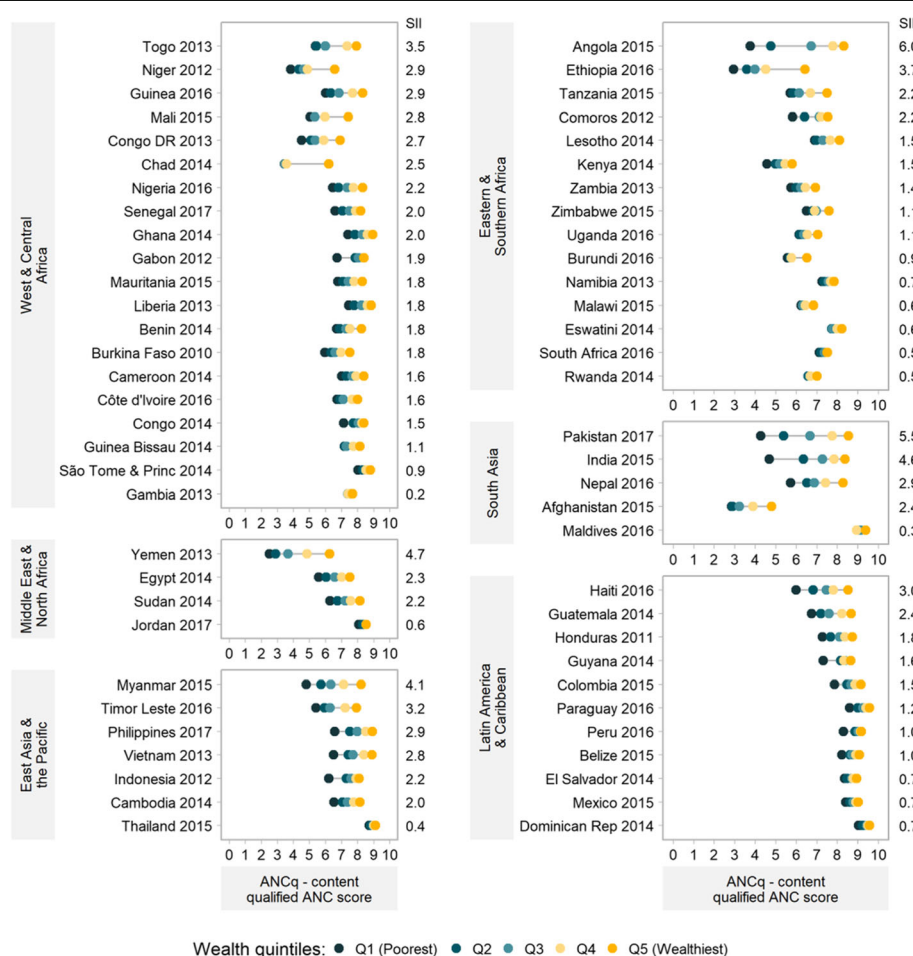 SII
West & Central
Africa
Togo 2013 3.5
Niger 2012 2.9
Guinea 2016 2.9
Mali 2015 2.8
Congo DR 2013 2.7
Chad 2014 2.5
Nigeria 2016 2.2
Senegal 2017 2.0
Ghana 2014 2.0
Gabon 2012 1.9
Mauritania 2015 1.8
Liberia 2013 1.8
Benin 2014 1.8
Burkina Faso 2010 1.8
Cameroon 2014 1.6
Côte d'Ivoire 2016 1.6
Congo 2014 1.5
Guinea Bissau 2014 1.1
São Tome & Princ 2014 0.9
Gambia 2013 0.2
0 1 2 3 4 5 6 7 8 9 10
Middle East &
North Africa
Yemen 2013 4.7
Egypt 2014 2.3
Sudan 2014 2.2
Jordan 2017 0.6
0 1 2 3 4 5 6 7 8 9 10
East Asia &
the Pacific
Myanmar 2015 4.1
Timor Leste 2016 3.2
Philippines 2017 2.9
Vietnam 2013 2.8
Indonesia 2012 2.2
Cambodia 2014 2.0
Thailand 2015 0.4
0 1 2 3 4 5 6 7 8 9 10
ANCq - content
qualified ANC score
SII
Eastern &
Southern Africa
Angola 2015 6.0
Ethiopia 2016 3.7
Tanzania 2015 2.2
Comoros 2012 2.2
Lesotho 2014 1.5
Kenya 2014 1.5
Zambia 2013 1.4
Zimbabwe 2015 1.1
Uganda 2016 1.1
Burundi 2016 0.9
Namibia 2013 0.7
Malawi 2015 0.6
Eswatini 2014 0.6
South Africa 2016 0.5
Rwanda 2014 0.5
0 1 2 3 4 5 6 7 8 9 10
South Asia
Pakistan 2017 5.5
India 2015 4.6
Nepal 2016 2.9
Afghanistan 2015 2.4
Maldives 2016 0.3
0 1 2 3 4 5 6 7 8 9 10
Latin America
& Caribbean
Haiti 2016 3.0
Guatemala 2014 2.4
Honduras 2011 1.8
Guyana 2014 1.6
Colombia 2015 1.5
Paraguay 2016 1.2
Peru 2016 1.0
Belize 2015 1.0
El Salvador 2014 0.7
Mexico 2015 0.7
Dominican Rep 2014 0.7
0 1 2 3 4 5 6 7 8 9 10
ANCq - content
qualified ANC score
Wealth quintiles: Q1 (Poorest) Q2 Q3 Q4 Q5 (Wealthiest)